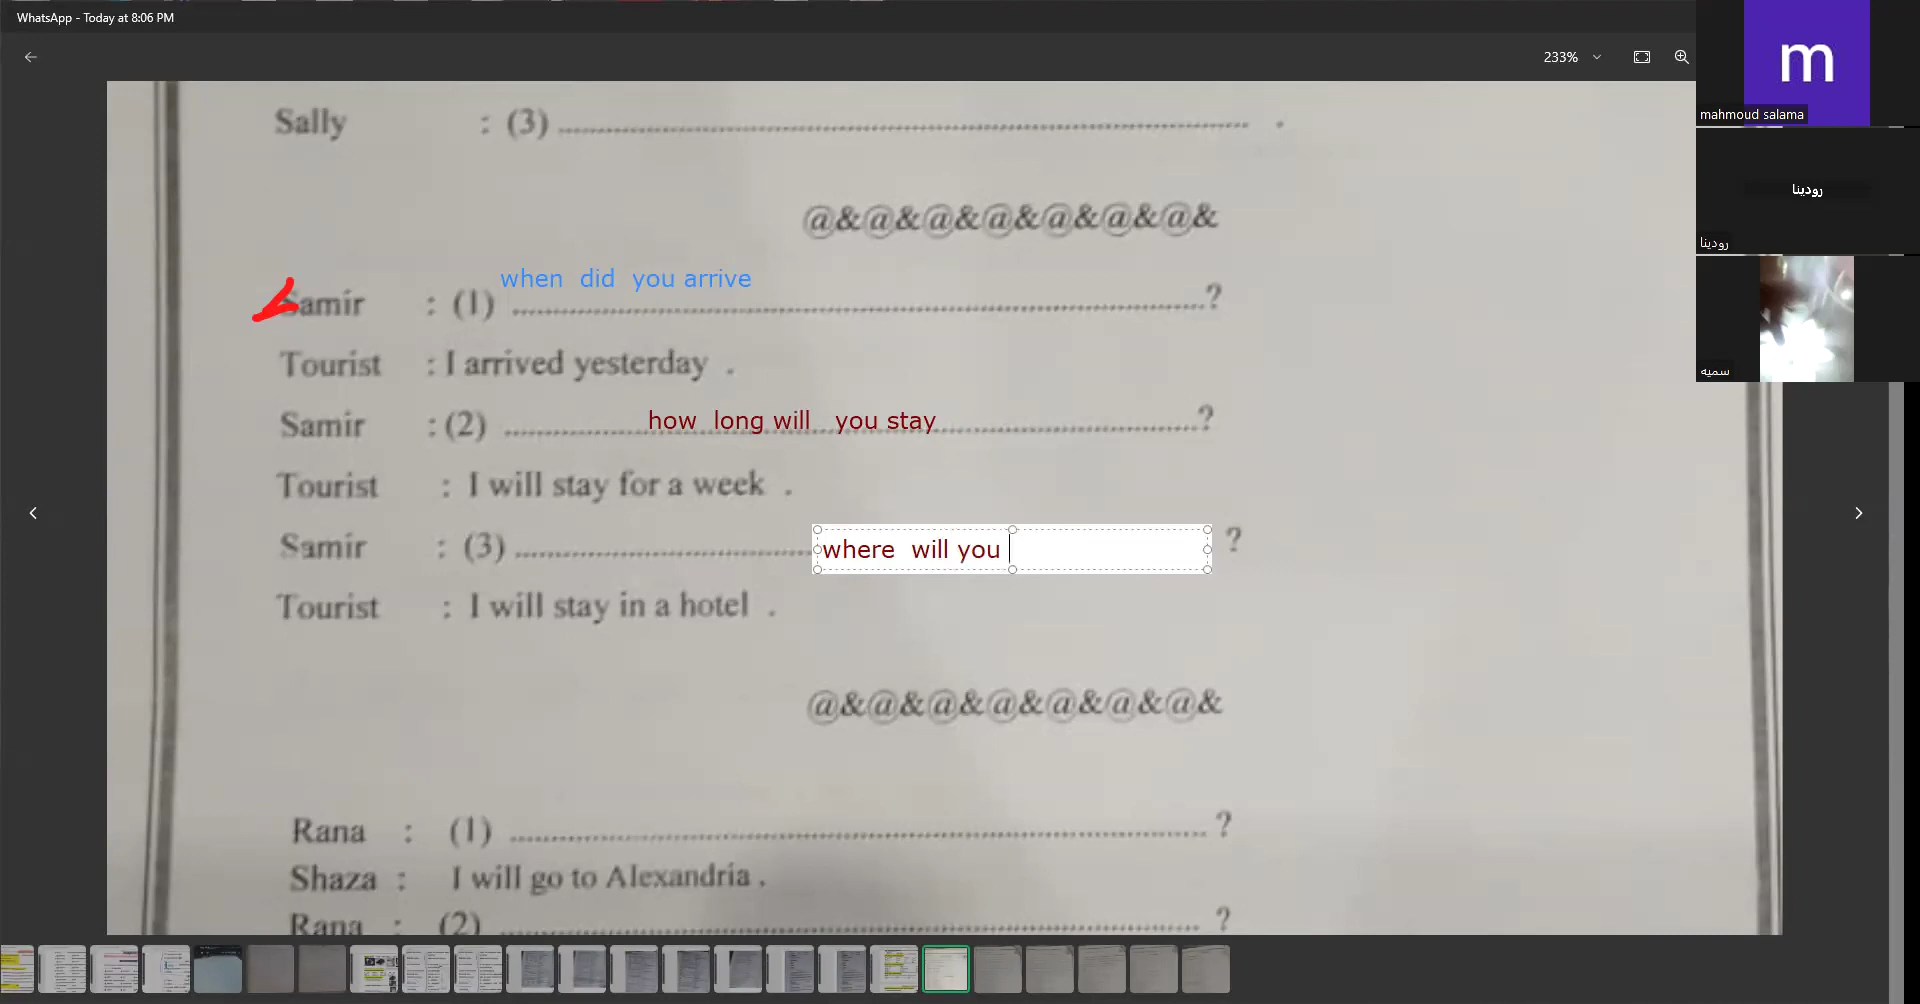 WhatsApp - Today at 8:06 PM
233%
m
mahmoud salama
رودينا
رودينا
سميه
Sally : (3) ........................................ .
@&@&@&@&@&@&@&
when did you arrive
Samir : (1) ........................................?
Tourist : I arrived yesterday .
Samir : (2) ..........how long will you stay..........?
Tourist : I will stay for a week .
Samir : (3) ....................where will you ?
Tourist : I will stay in a hotel .
@&@&@&@&@&@&@&
Rana : (1) ........................................?
Shaza : I will go to Alexandria .
Rana : (2) ........................................?